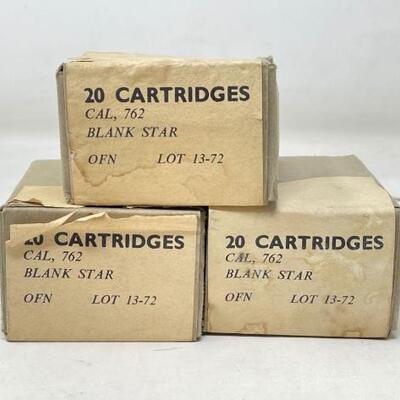 20 CARTRIDGES
CAL, 762
BLANK STAR
OFN LOT 13-72
20 CARTRIDGES
CAL, 762
BLANK STAR
OFN LOT 13-72
20 CARTRIDGES
CAL, 762
BLANK STAR
OFN LOT 13-72